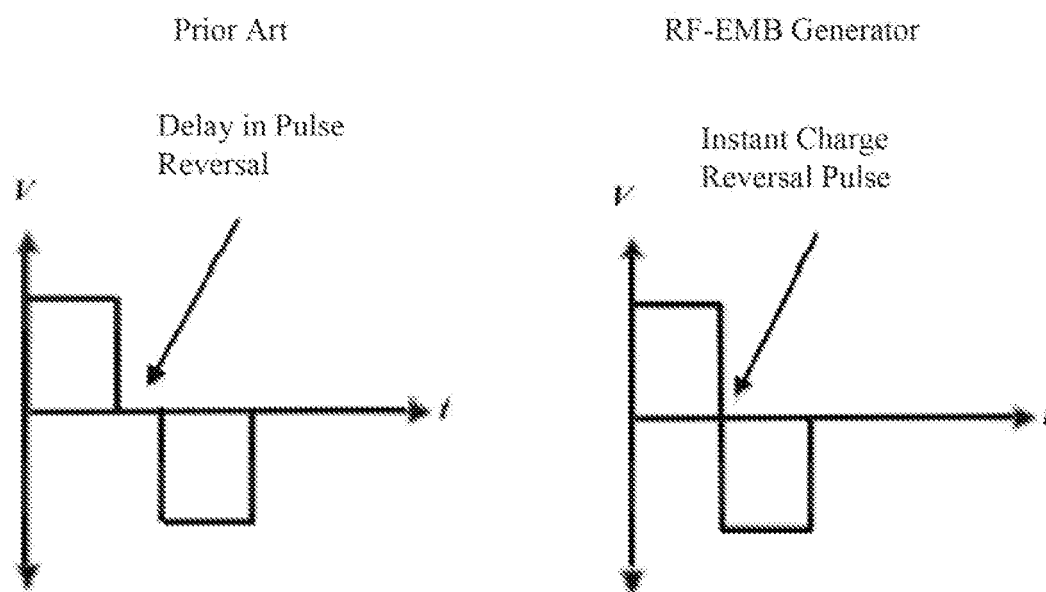 Prior Art
RF-EMB Generator
Delay in Pulse
Reversal
Instant Charge
Reversal Pulse
V
V
t
t